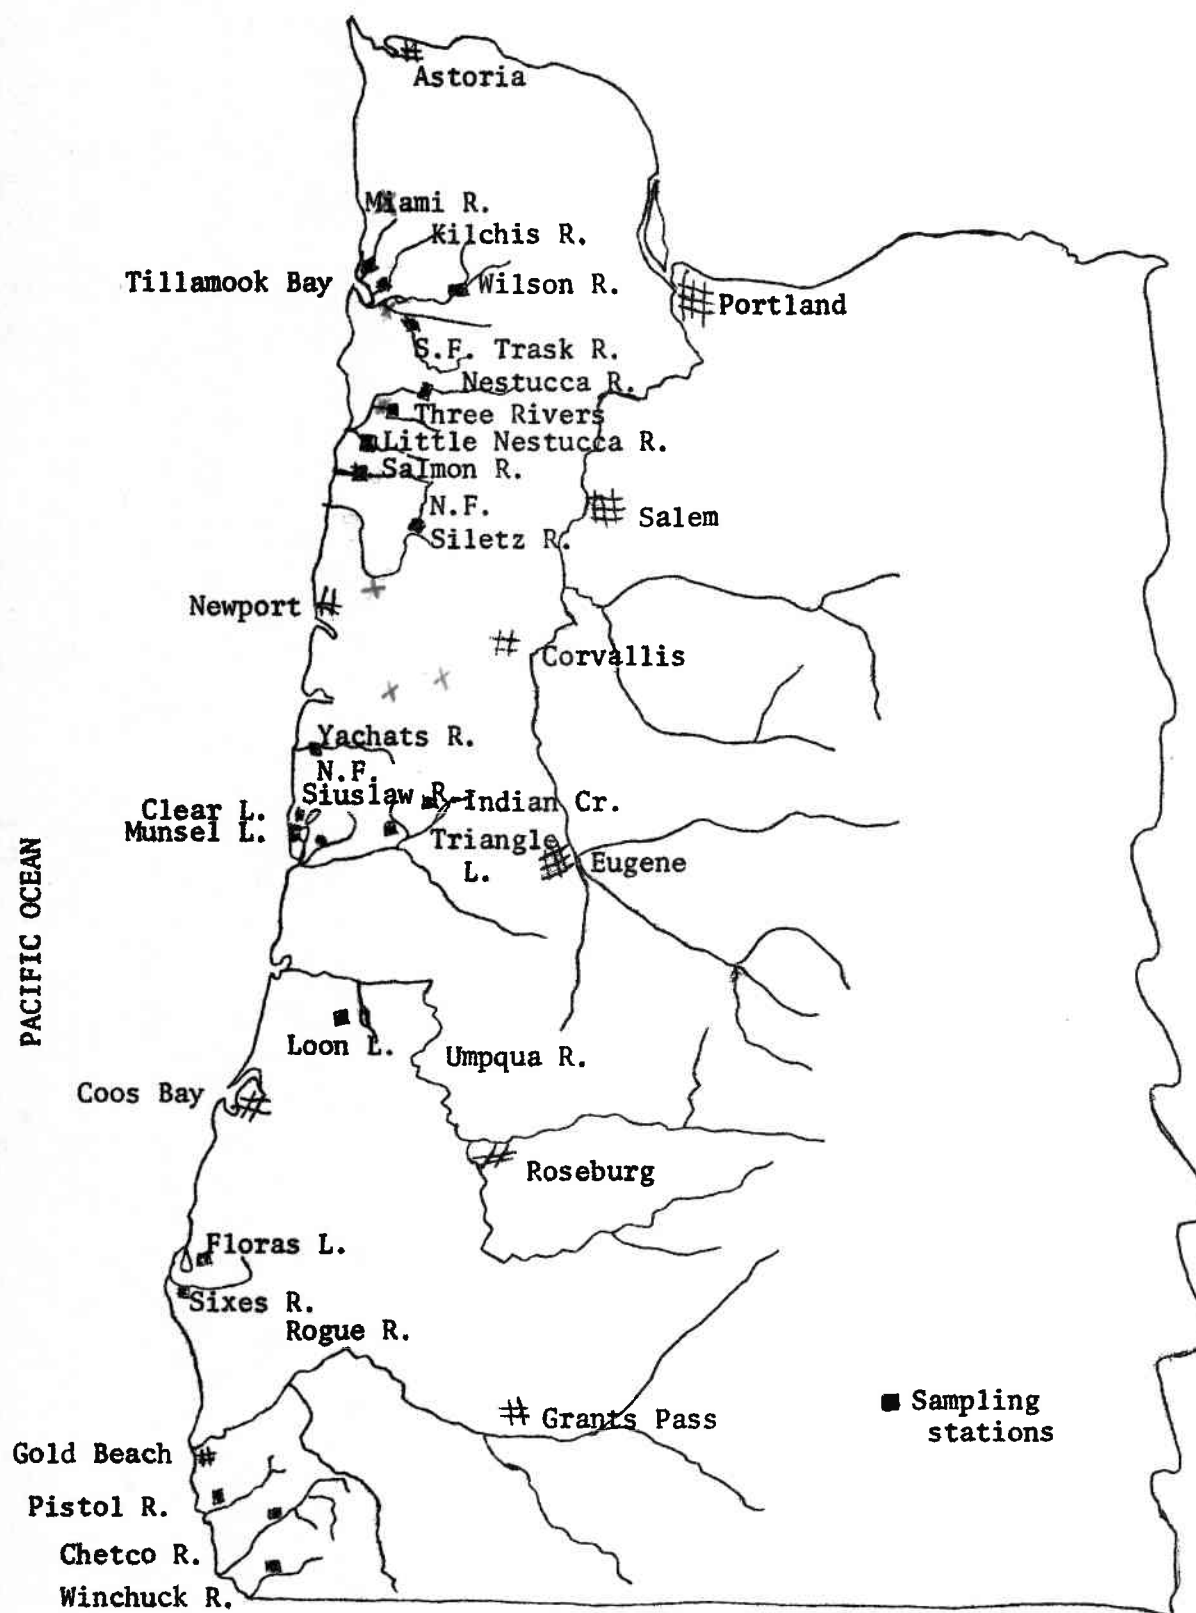 Astoria
Miami R.
Kilchis R.
Tillamook Bay
Wilson R.
Portland
S.F. Trask R.
Nestucca R.
Three Rivers
Little Nestucca R.
Salmon R.
N.F.
Siletz R.
Salem
Newport
Corvallis
Yachats R.
N.F.
Siuslaw R.
Indian Cr.
Clear L.
Munsel L.
Triangle
L.
Eugene
PACIFIC OCEAN
Loon L.
Umpqua R.
Coos Bay
Roseburg
Floras L.
Sixes R.
Rogue R.
Sampling
stations
Grants Pass
Gold Beach
Pistol R.
Chetco R.
Winchuck R.